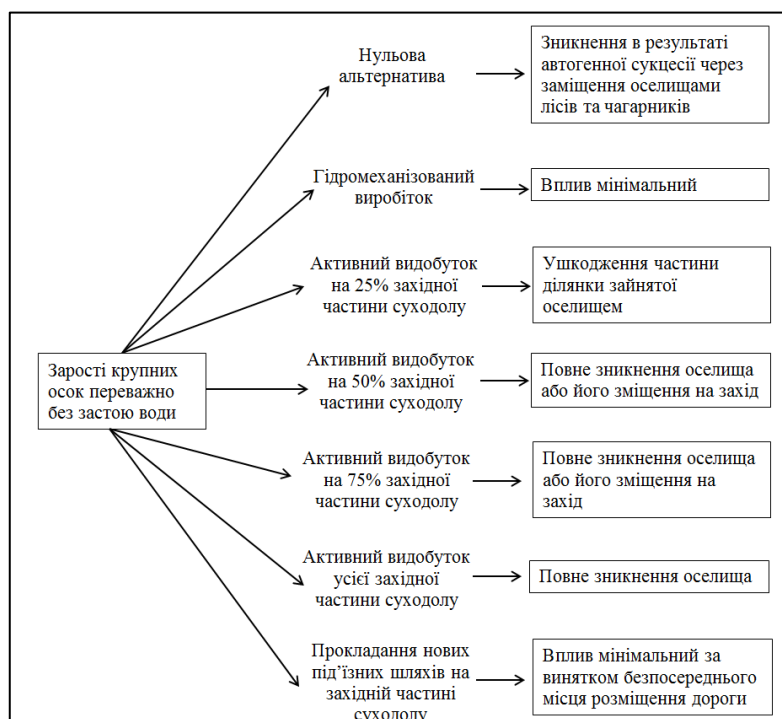 Нульова
альтернатива
Зникнення в результаті
автогенної сукцесії через
заміщення оселищами
лісів та чагарників
Гідромеханізований
виробіток
Вплив мінімальний
Активний видобуток
на 25% західної
частини суходолу
Ушкодження частини
ділянки зайнятої
оселищем
Зарості крупних
осок переважно
без застою води
Активний видобуток
на 50% західної
частини суходолу
Повне зникнення оселища
або його зміщення на захід
Активний видобуток
на 75% західної
частини суходолу
Повне зникнення оселища
або його зміщення на
захід
Активний видобуток
усієї західної
частини суходолу
Повне зникнення оселища
Прокладання нових
під’їзних шляхів на
західній частині
суходолу
Вплив мінімальний за
винятком безпосереднього
місця розміщення дороги